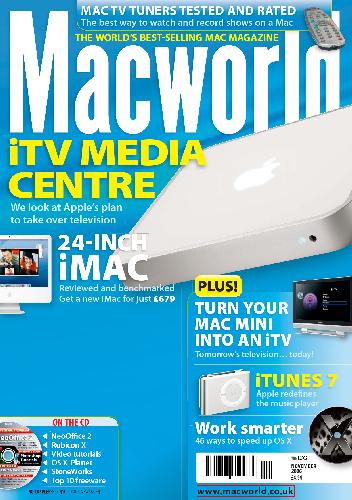 MAC TV TUNERS TESTED AND RATED
The best way to watch and record shows on a Mac
THE WORLD'S BEST-SELLING MAC MAGAZINE
Macworld
iTV MEDIA
CENTRE
We look at Apple's plan
to take over television
24-INCH
iMAC
Reviewed and benchmarked
Get a new iMac for just £679
PLUS!
TURN YOUR
MAC MINI
INTO AN iTV
Tomorrow's television… today!
iTUNES 7
Apple redefines
the music player
Work smarter
46 ways to speed up OS X
ON THE CD
NeoOffice 2
Rubicon X
Video tutorials
OS X Planet
StoneWorks
Top 10 freeware
NOVEMBER
2006
www.macworld.co.uk